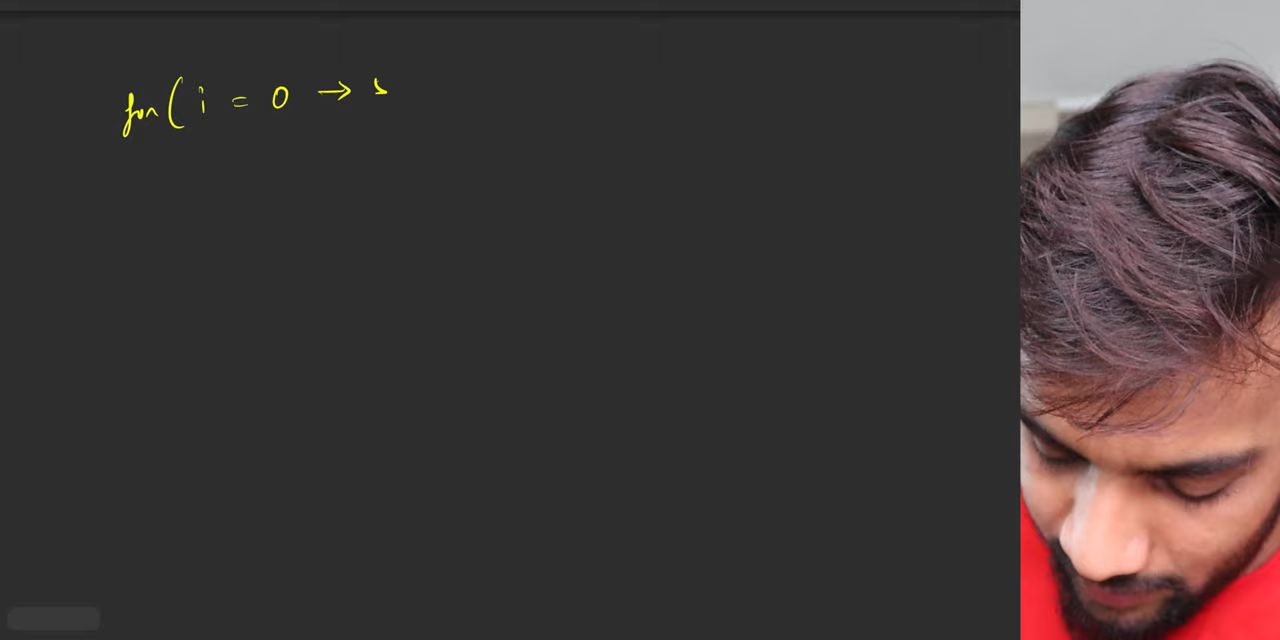 for( i = 0 → s